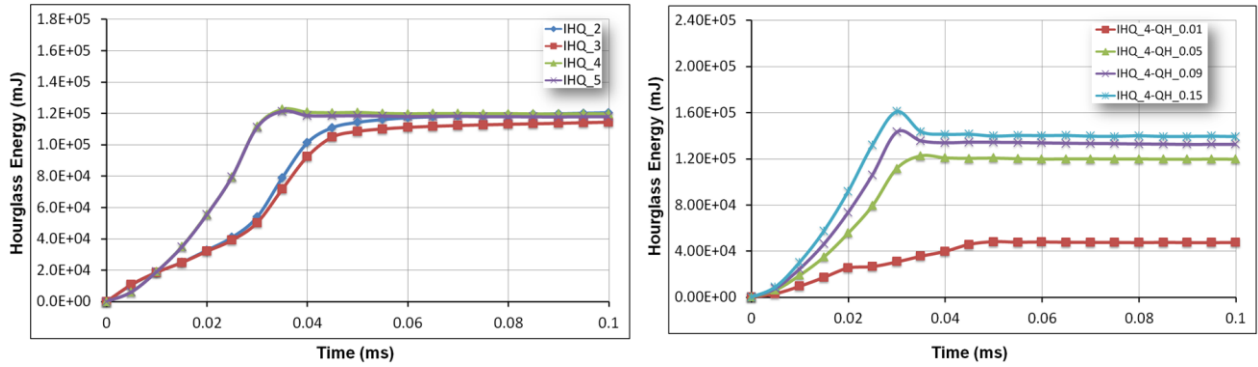 Hourglass Energy (mJ)
1.8E+05
1.6E+05
1.4E+05
1.2E+05
1.0E+05
8.0E+04
6.0E+04
4.0E+04
2.0E+04
0.0E+00
IHQ_2
IHQ_3
IHQ_4
IHQ_5
0 0.02 0.04 0.06 0.08 0.1
Time (ms)
Hourglass Energy (mJ)
2.40E+05
2.00E+05
1.60E+05
1.20E+05
8.00E+04
4.00E+04
0.00E+00
IHQ_4-QH_0.01
IHQ_4-QH_0.05
IHQ_4-QH_0.09
IHQ_4-QH_0.15
0 0.02 0.04 0.06 0.08 0.1
Time (ms)